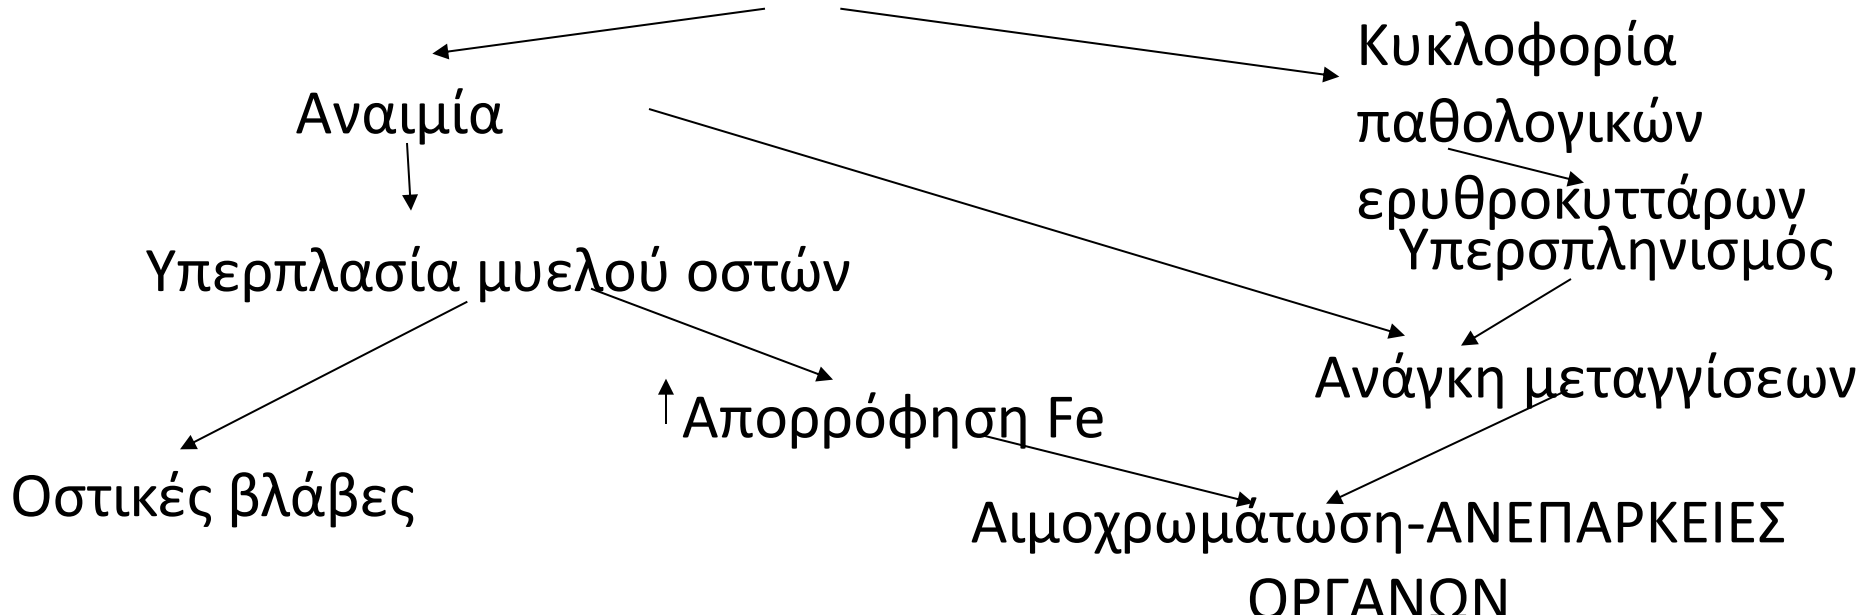 Κυκλοφορία
Αναιμία
παθολογικών
ερυθροκυττάρων
Υπερσπληνισμός
Υπερπλασία μυελού οστών
Ανάγκη μεταγγίσεων
Απορρόφηση Fe
Οστικές βλάβες
Αιμοχρωμάτωση-ΑΝΕΠΑΡΚΕΙΕΣ
ΟΡΓΑΝΩΝ